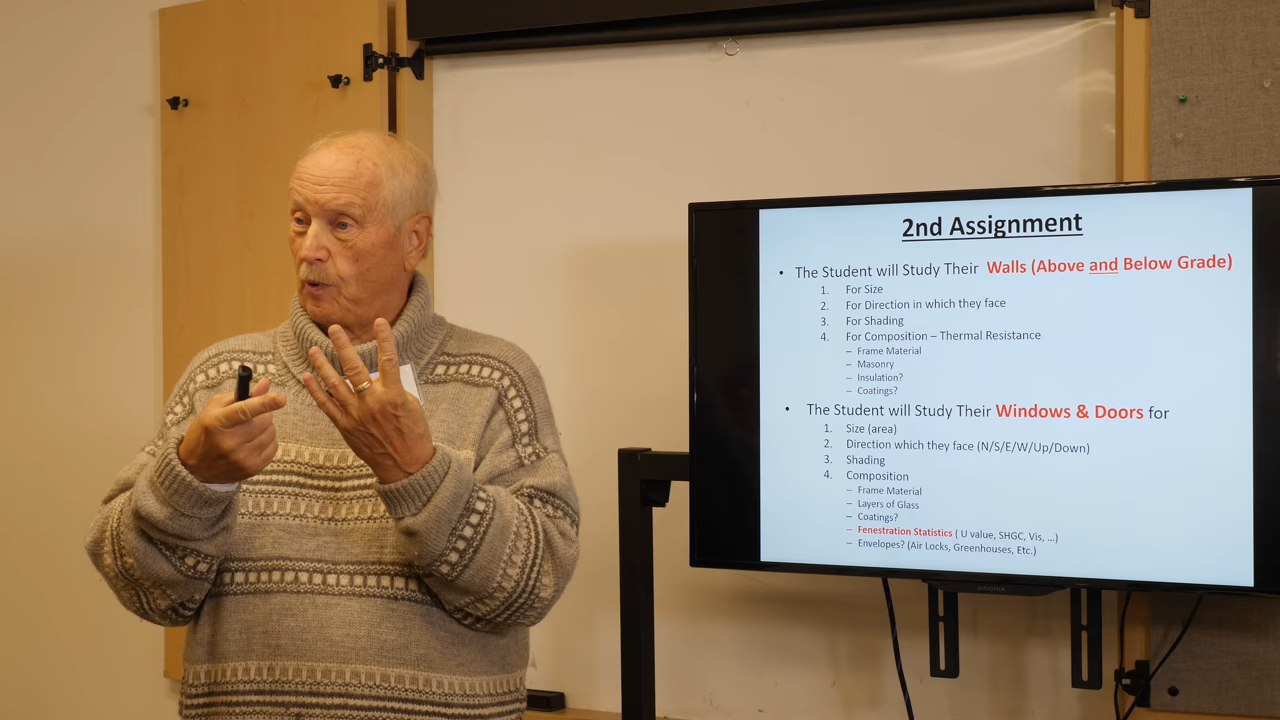 2nd Assignment
• The Student will Study Their Walls (Above and Below Grade)
1. For Size
2. For Direction in which they face
3. For Shading
4. For Composition – Thermal Resistance
– Frame Material
– Masonry
– Insulation?
– Coatings?
• The Student will Study Their Windows & Doors for
1. Size (area)
2. Direction which they face (N/S/E/W/Up/Down)
3. Shading
4. Composition
– Frame Material
– Layers of Glass
– Coatings?
– Fenestration Statistics ( U value, SHGC, Vis, ...)
– Envelopes? (Air Locks, Greenhouses, Etc.)
INSIGNIA